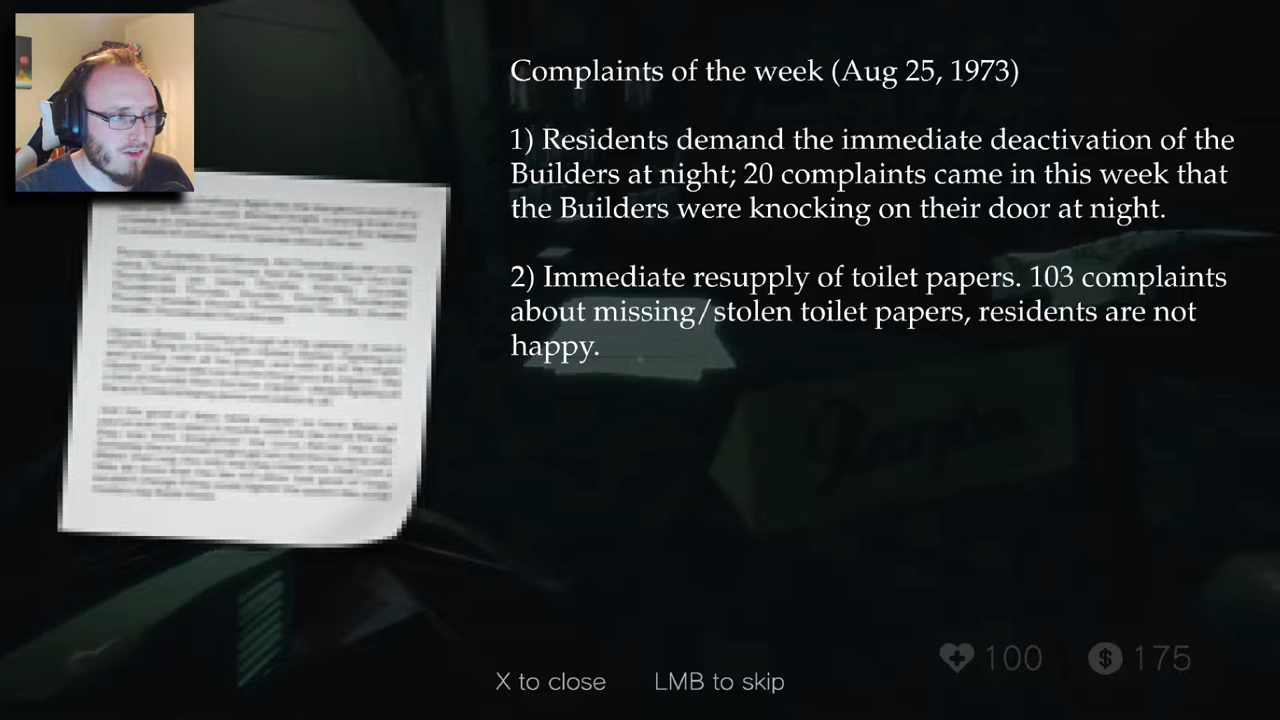 Complaints of the week (Aug 25, 1973)
1) Residents demand the immediate deactivation of the
Builders at night; 20 complaints came in this week that
the Builders were knocking on their door at night.
2) Immediate resupply of toilet papers. 103 complaints
about missing/stolen toilet papers, residents are not
happy.
100 175
X to close LMB to skip